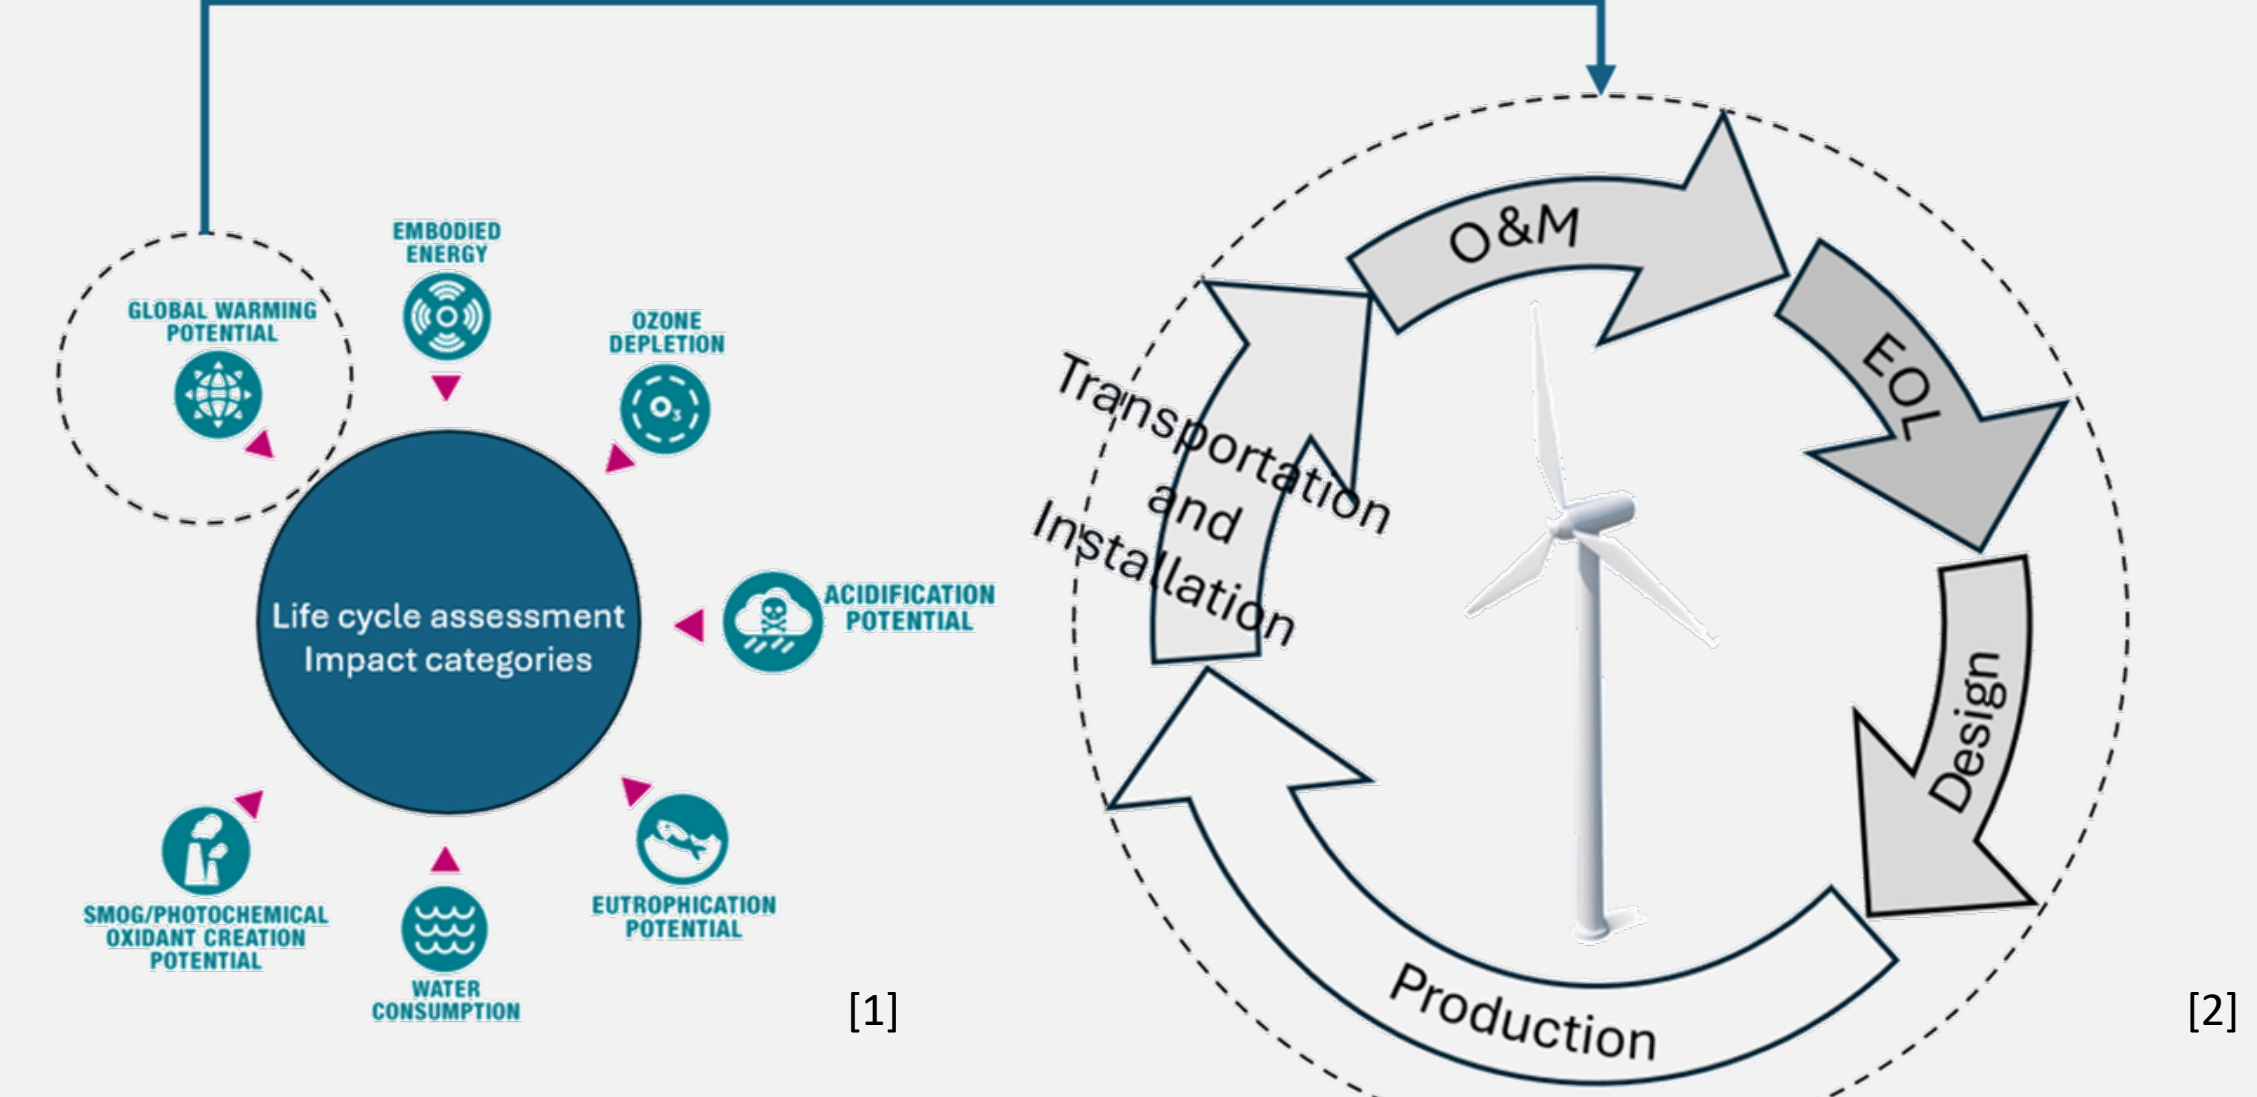 EMBODIED
ENERGY
GLOBAL WARMING
POTENTIAL
OZONE
DEPLETION
O3
Life cycle assessment
Impact categories
ACIDIFICATION
POTENTIAL
SMOG/PHOTOCHEMICAL
OXIDANT CREATION
POTENTIAL
WATER
CONSUMPTION
EUTROPHICATION
POTENTIAL
[1]
O&M
EOL
Design
Production
Transportation
and
Installation
[2]